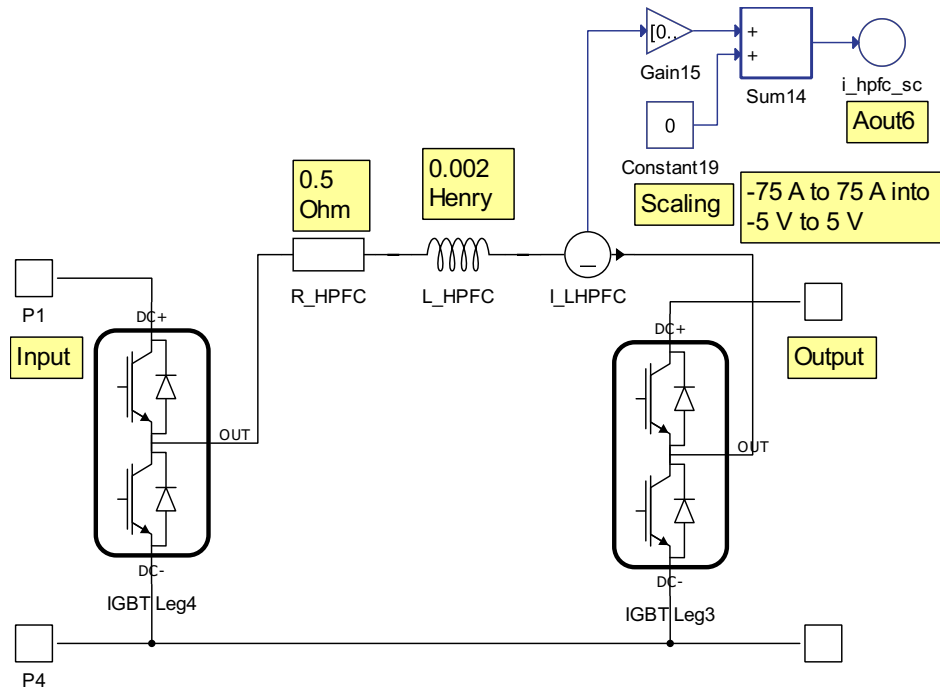 [0..
+
+
Gain15
Sum14
i_hpfc_sc
Aout6
0
Constant19
Scaling
-75 A to 75 A into
-5 V to 5 V
0.5
Ohm
0.002
Henry
R_HPFC
L_HPFC
I_LHPFC
P1
Input
DC+
OUT
DC-
IGBT Leg4
DC+
Output
OUT
DC-
IGBT Leg3
P4